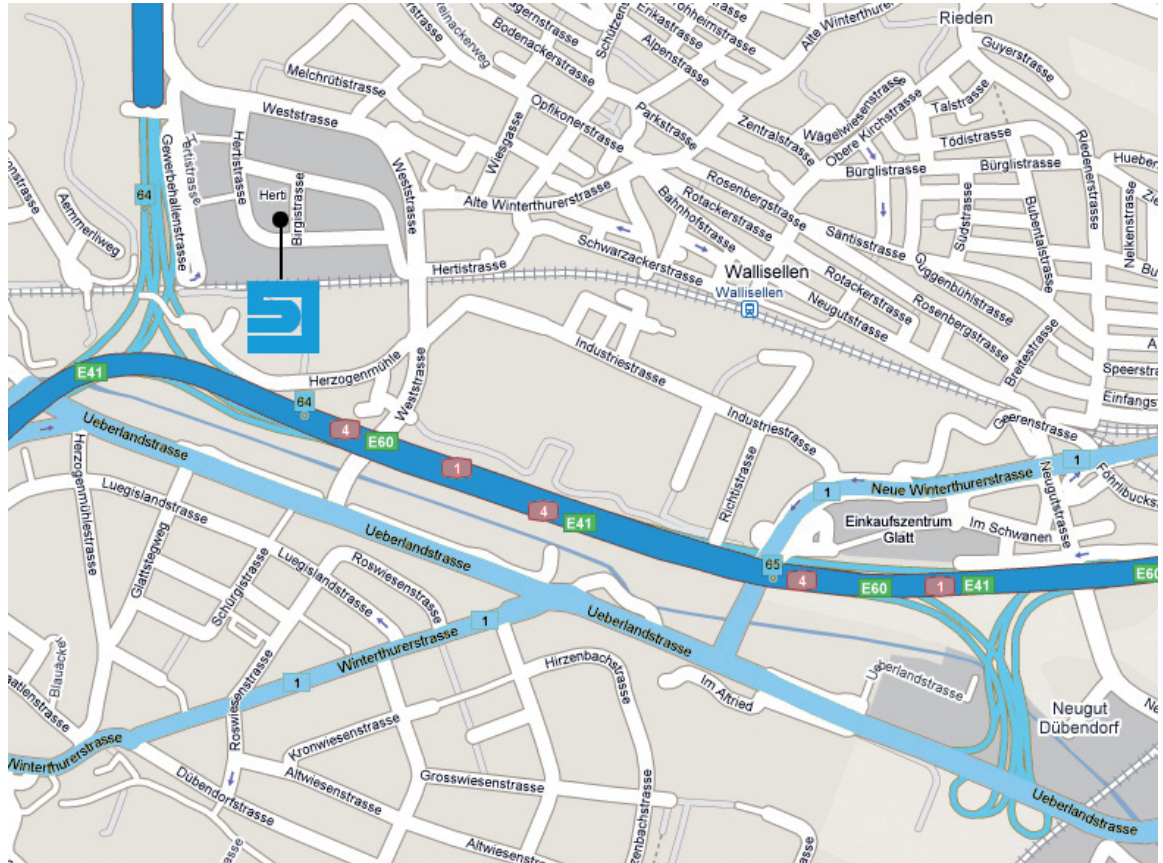 Rieden
Alte Winterthurerstrasse
Guyerstrasse
Erikastrasse
Bodenackerstrasse
Alpenstrasse
Melchrütistrasse
Opfikonerstrasse
Parkstrasse
Zentralstrasse
Wägelwiesenstrasse
Obere Kirchstrasse
Talstrasse
Tödistrasse
Weststrasse
Wiesgasse
Bürglistrasse
Bürglistrasse
Riedenerstrasse
Gewerbehallenstrasse
Hertistrasse
Herti
Birgistrasse
Weststrasse
64
Aemmerliweg
Alte Winterthurerstrasse
Rosenbergstrasse
Rotackerstrasse
Bahnhofstrasse
Säntisstrasse
Südstrasse
Bubentalstrasse
Nelkenstrasse
Schwarzackerstrasse
Hertistrasse
Wallisellen
Wallisellen
Guggenbühlstrasse
Rotackerstrasse
Rosenbergstrasse
Neugutstrasse
Breitestrasse
Industriestrasse
Weststrasse
Herzogenmühle
E41
64
4
E60
1
4
E41
Industriestrasse
Geerenstrasse
Richtistrasse
1
Neue Winterthurerstrasse
1
Neugutstrasse
Einkaufszentrum
Glatt
Im Schwanen
65
4
E60
1
E41
E60
Ueberlandstrasse
Herzogenmühlestrasse
Luegislandstrasse
Glattstegweg
Schürgistrasse
Luegislandstrasse
Roswiesenstrasse
Ueberlandstrasse
1
Winterthurerstrasse
1
Ueberlandstrasse
Hirzenbachstrasse
Im Altried
Ueberlandstrasse
Neugut
Dübendorf
Blauäcker
Roswiesenstrasse
Kronwiesenstrasse
Winterthurerstrasse
Dübendorfstrasse
Altwiesenstrasse
Grosswiesenstrasse
Altwiesenstrasse
Ueberlandstrasse